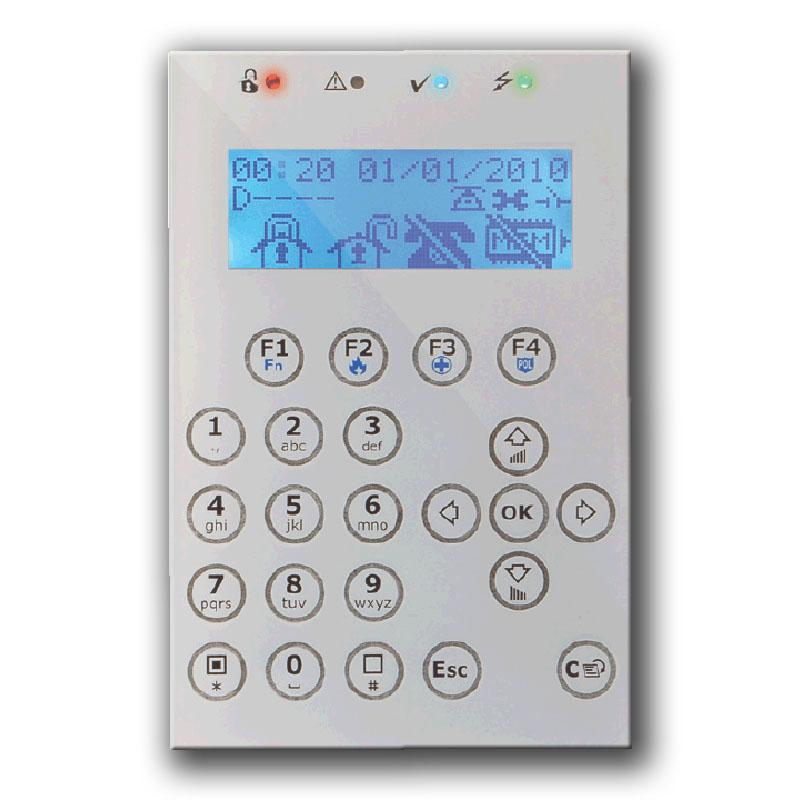 00:20 01/01/2010
D----
MEM
F1 F2 F3 F4
Fn POL
1 2 3
., abc def
4 5 6 OK
ghi jkl mno
7 8 9
pqrs tuv wxyz
0 Esc C
* #